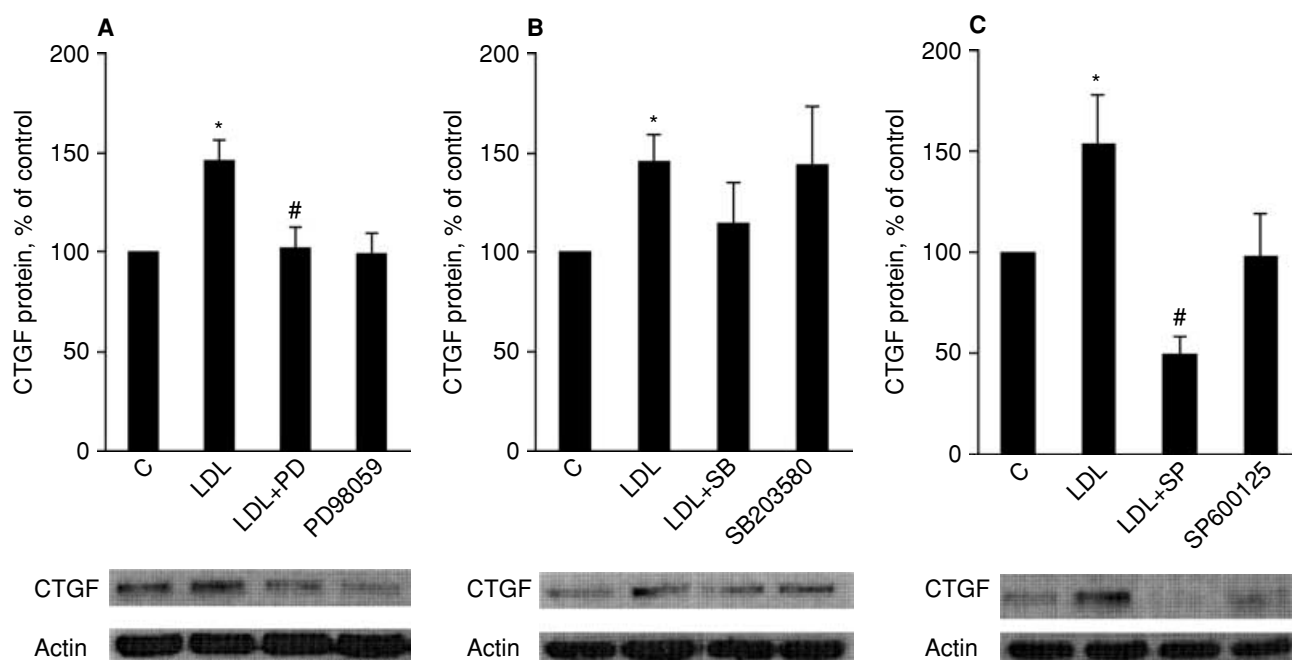 A
CTGF protein, % of control
200
150
100
50
0
*
#
C
LDL
LDL+PD
PD98059
CTGF
Actin
B
CTGF protein, % of control
200
150
100
50
0
*
C
LDL
LDL+SB
SB203580
CTGF
Actin
C
CTGF protein, % of control
200
150
100
50
0
*
#
C
LDL
LDL+SP
SP600125
CTGF
Actin